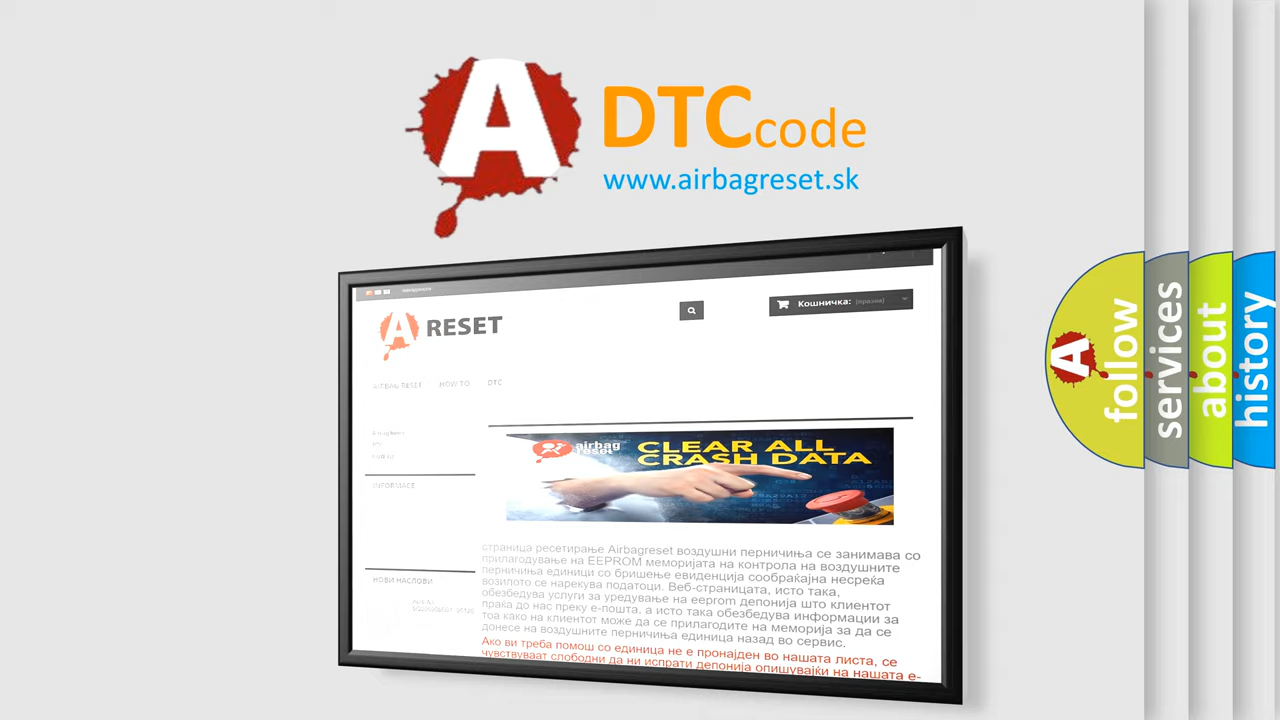 A DTCcode
www.airbagreset.sk
Кошничка: (празен)
A RESET
AIRBAG RESET HOW TO DTC
INFORMACE
airbag reset
CLEAR ALL
CRASH DATA
страница ресетирање Airbagreset воздушни перничиња се занимава со
прилагодување на EEPROM меморијата на контрола на воздушните
перничиња единици со бришење евиденција сообраќајна несреќа
возилото се нарекува податоци. Веб-страницата, исто така,
обезбедува услуги за уредување на eeprom депонија што клиентот
праќа до нас преку е-пошта, а исто така обезбедува информации за
тоа како на клиентот може да се прилагодите на меморија за да се
донесе на воздушните перничиња единица назад во сервис.
Ако ви треба помош со единица не е пронајден во нашата листа, се
чувствуваат слободни да ни испрати депонија опишувајќи на нашата е-
НОВИ НАСЛОВИ
A follow
services
about
history